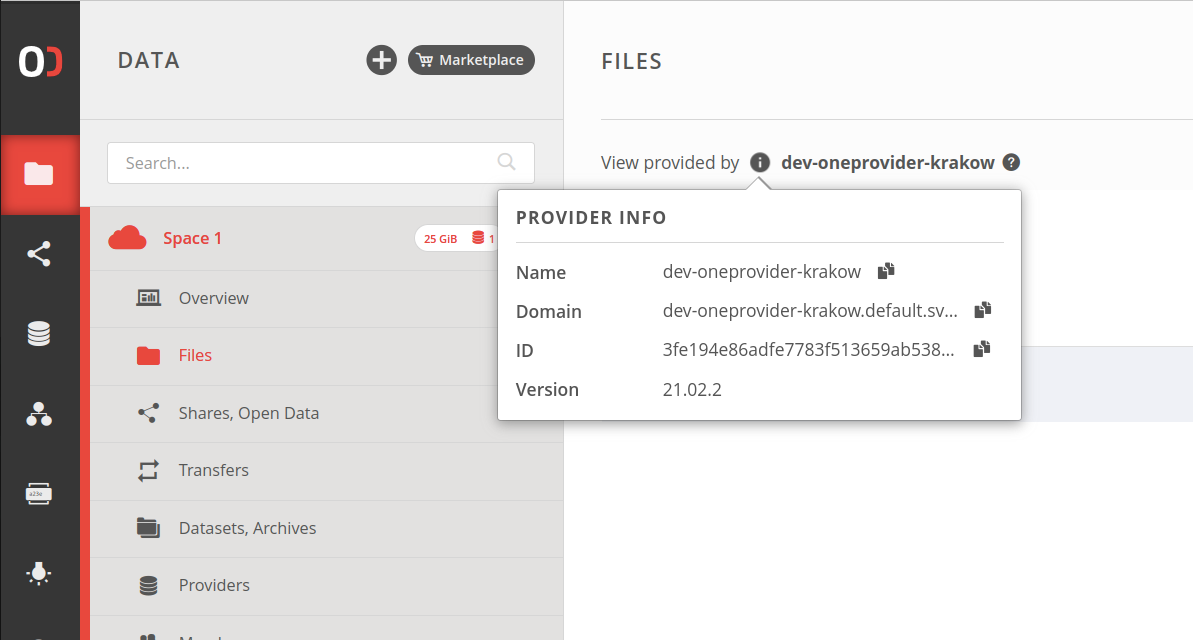 DATA
Marketplace
Search...
Space 1
25 GiB
1
Overview
Files
Shares, Open Data
Transfers
Datasets, Archives
Providers
FILES
View provided by dev-oneprovider-krakow
PROVIDER INFO
Name dev-oneprovider-krakow
Domain dev-oneprovider-krakow.default.sv...
ID 3fe194e86adfe7783f513659ab538...
Version 21.02.2